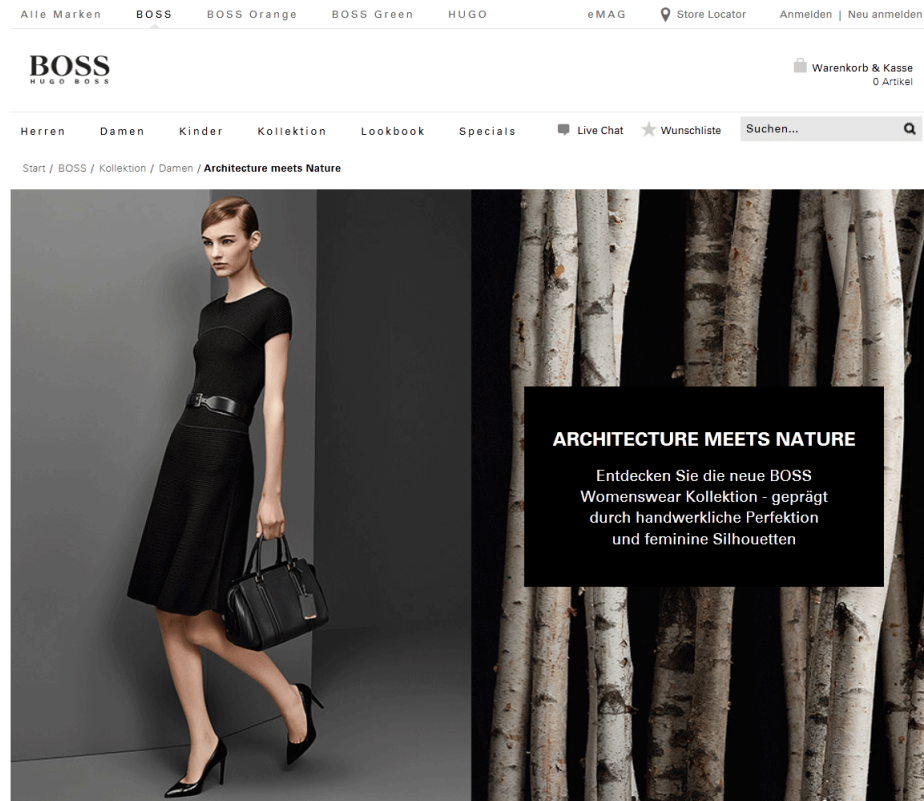 Alle Marken BOSS BOSS Orange BOSS Green HUGO eMAG Store Locator Anmelden | Neu anmelden
BOSS
HUGO BOSS
Warenkorb & Kasse
0 Artikel
Herren Damen Kinder Kollektion Lookbook Specials Live Chat Wunschliste Suchen...
Start / BOSS / Kollektion / Damen / Architecture meets Nature
ARCHITECTURE MEETS NATURE
Entdecken Sie die neue BOSS
Womenswear Kollektion - geprägt
durch handwerkliche Perfektion
und feminine Silhouetten